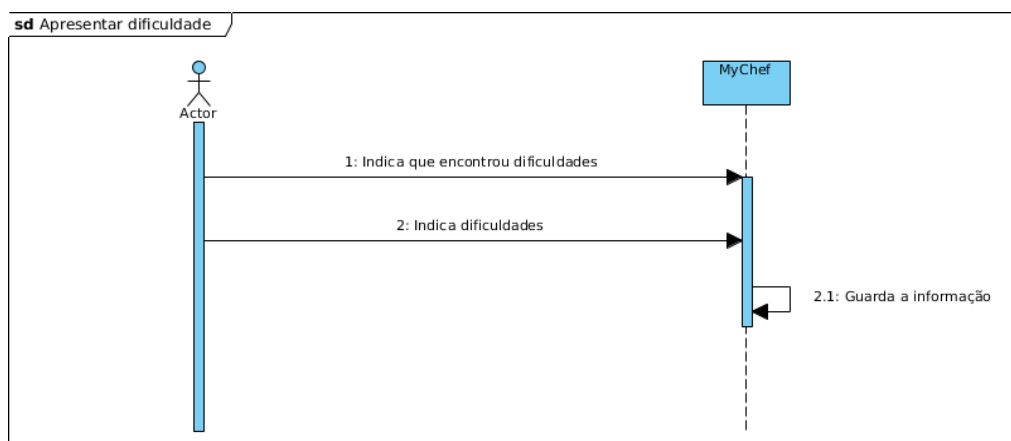 sd Apresentar dificuldade
MyChef
Actor
1: Indica que encontrou dificuldades
2: Indica dificuldades
2.1: Guarda a informação